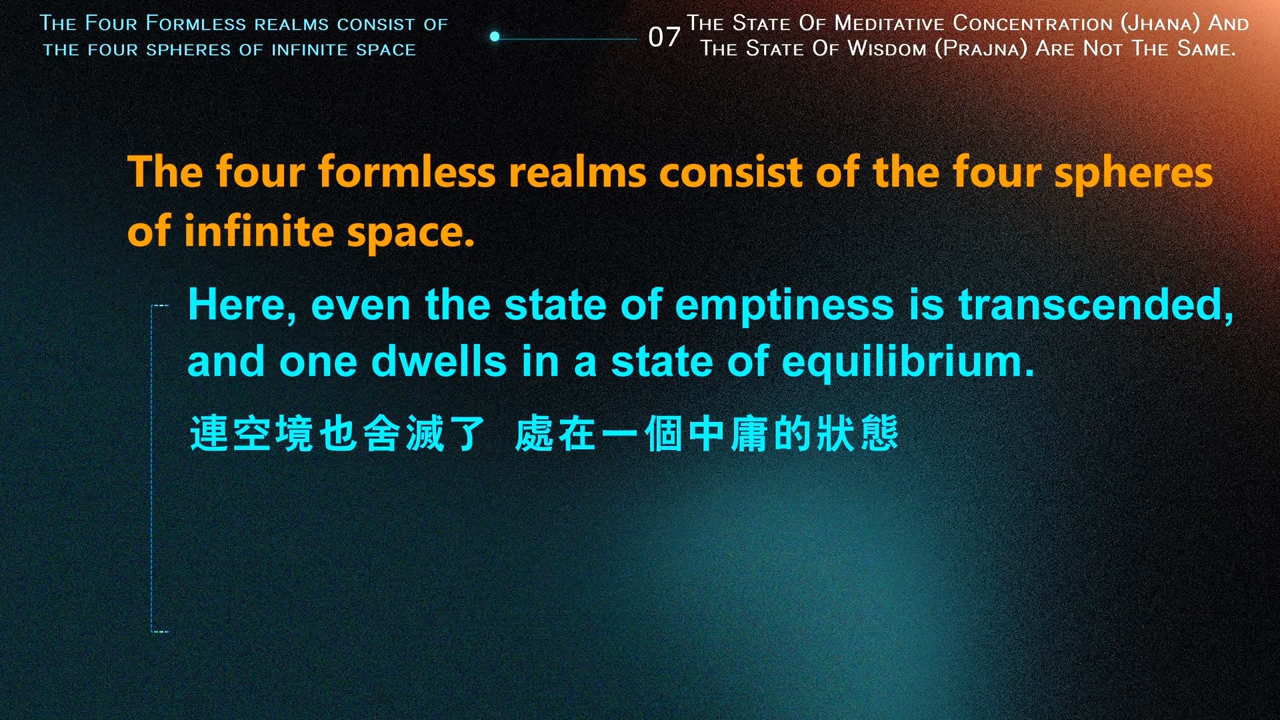 The Four Formless realms consist of
the four spheres of infinite space
07
The State Of Meditative Concentration (Jhana) And
The State Of Wisdom (Prajna) Are Not The Same.
The four formless realms consist of the four spheres
of infinite space.
Here, even the state of emptiness is transcended,
and one dwells in a state of equilibrium.
連空境也舍滅了 處在一個中庸的狀態